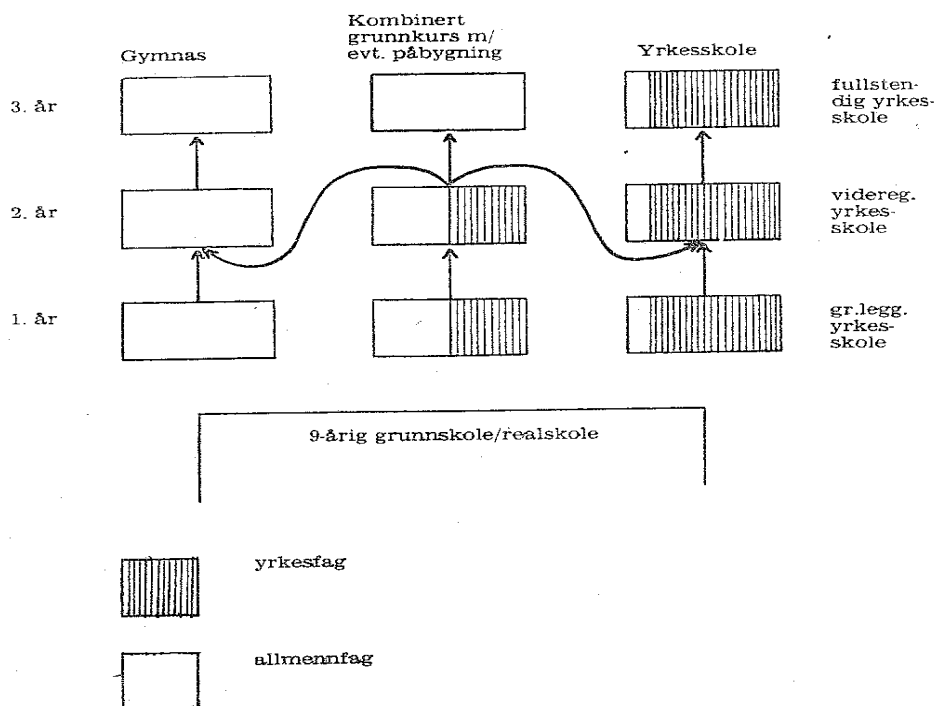 Gymnas
Kombinert
grunnkurs m/
evt. påbygning
Yrkesskole
3. år
fullsten-
dig yrkes-
skole
2. år
videreg.
yrkes-
skole
1. år
gr.legg.
yrkes-
skole
9-årig grunnskole/realskole
yrkesfag
allmennfag